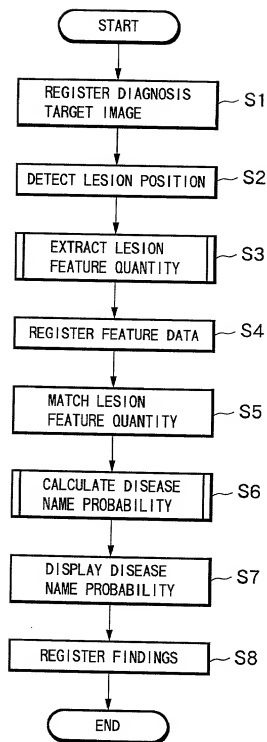 START
REGISTER DIAGNOSIS
TARGET IMAGE
S1
DETECT LESION POSITION
S2
EXTRACT LESION
FEATURE QUANTITY
S3
REGISTER FEATURE DATA
S4
MATCH LESION
FEATURE QUANTITY
S5
CALCULATE DISEASE
NAME PROBABILITY
S6
DISPLAY DISEASE
NAME PROBABILITY
S7
REGISTER FINDINGS
S8
END